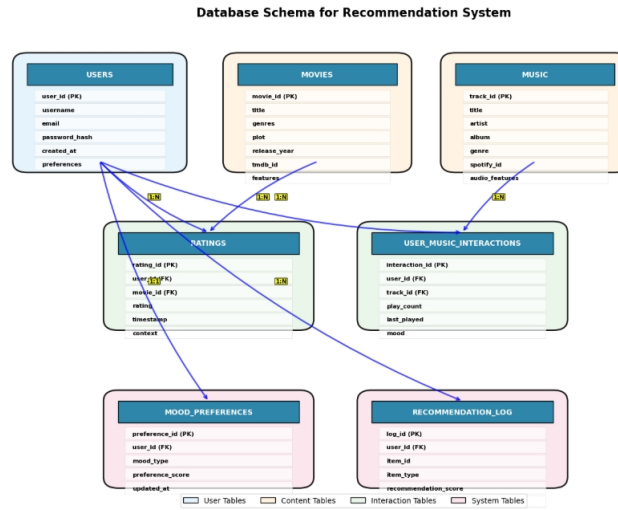 Database Schema for Recommendation System
USERS
user_id (PK)
username
email
password_hash
created_at
preferences
MOVIES
movie_id (PK)
title
genres
plot
release_year
tmdb_id
features
MUSIC
track_id (PK)
title
artist
album
genre
spotify_id
audio_features
1:N
1:N
1:N
1:N
RATINGS
rating_id (PK)
user_id (FK)
movie_id (FK)
rating
timestamp
context
1:1
1:N
USER_MUSIC_INTERACTIONS
interaction_id (PK)
user_id (FK)
track_id (FK)
play_count
last_played
mood
MOOD_PREFERENCES
preference_id (PK)
user_id (FK)
mood_type
preference_score
updated_at
RECOMMENDATION_LOG
log_id (PK)
user_id (FK)
item_id
item_type
recommendation_score
User Tables
Content Tables
Interaction Tables
System Tables